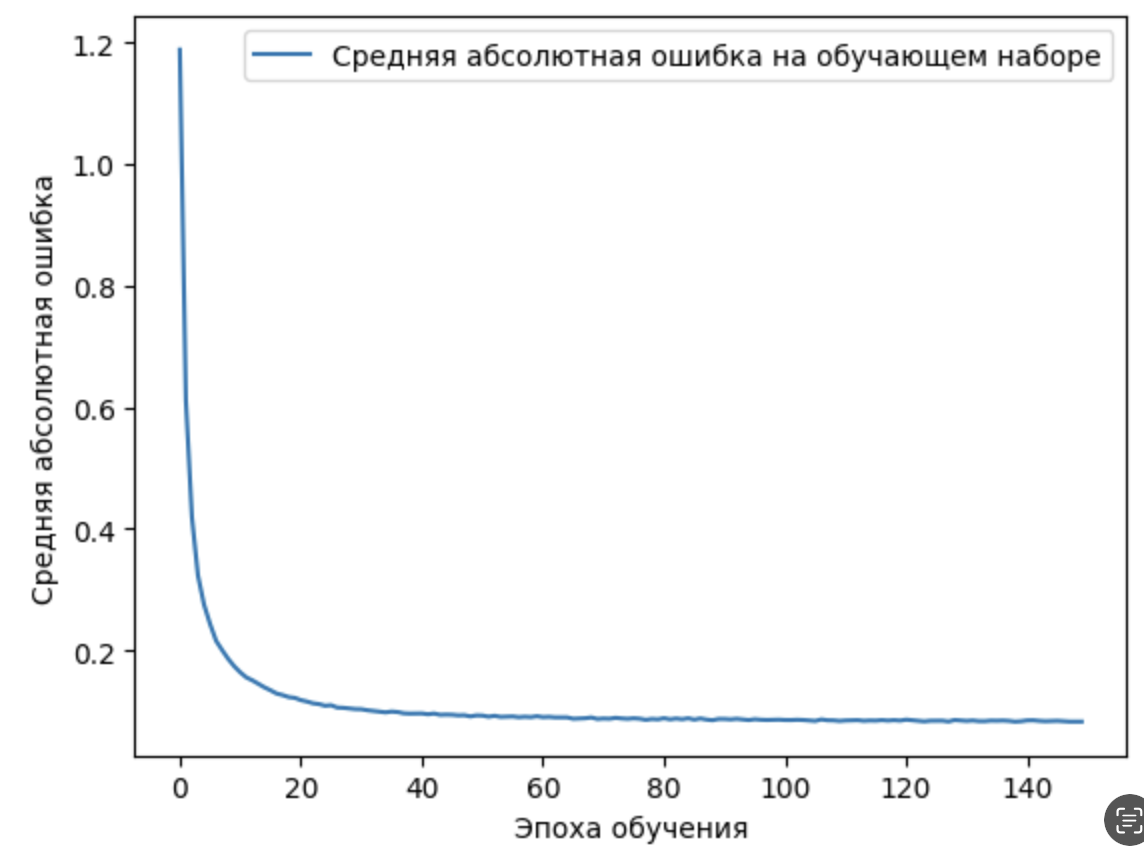 Средняя абсолютная ошибка на обучающем наборе
Средняя абсолютная ошибка
1.2
1.0
0.8
0.6
0.4
0.2
0 20 40 60 80 100 120 140
Эпоха обучения